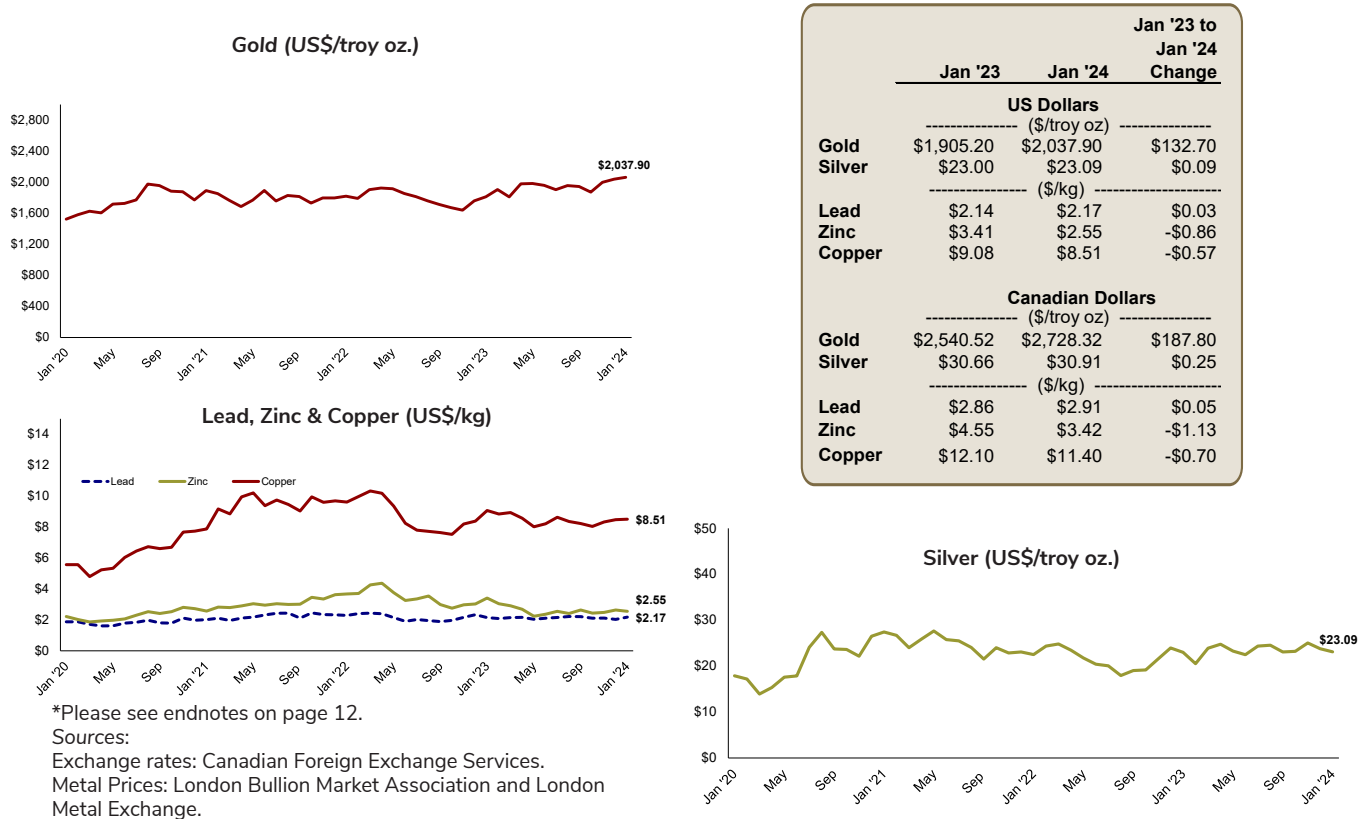 Gold (US$/troy oz.)
$2,800
$2,400
$2,000
$1,600
$1,200
$800
$400
$0
$2,037.90
Jan '20 May Sep Jan '21 May Sep Jan '22 May Sep Jan '23 May Sep Jan '24
Lead, Zinc & Copper (US$/kg)
$14
$12
$10
$8
$6
$4
$2
$0
Lead Zinc Copper
$8.51
$2.55
$2.17
Jan '20 May Sep Jan '21 May Sep Jan '22 May Sep Jan '23 May Sep Jan '24
*Please see endnotes on page 12.
Sources:
Exchange rates: Canadian Foreign Exchange Services.
Metal Prices: London Bullion Market Association and London
Metal Exchange.
Jan '23 to
Jan '24
Jan '23 Jan '24 Change
US Dollars
--------------- ($/troy oz) ---------------
Gold $1,905.20 $2,037.90 $132.70
Silver $23.00 $23.09 $0.09
---------------- ($/kg) ---------------------
Lead $2.14 $2.17 $0.03
Zinc $3.41 $2.55 -$0.86
Copper $9.08 $8.51 -$0.57
Canadian Dollars
--------------- ($/troy oz) ---------------
Gold $2,540.52 $2,728.32 $187.80
Silver $30.66 $30.91 $0.25
---------------- ($/kg) ---------------------
Lead $2.86 $2.91 $0.05
Zinc $4.55 $3.42 -$1.13
Copper $12.10 $11.40 -$0.70
Silver (US$/troy oz.)
$50
$40
$30
$20
$10
$0
$23.09
Jan '20 May Sep Jan '21 May Sep Jan '22 May Sep Jan '23 May Sep Jan '24